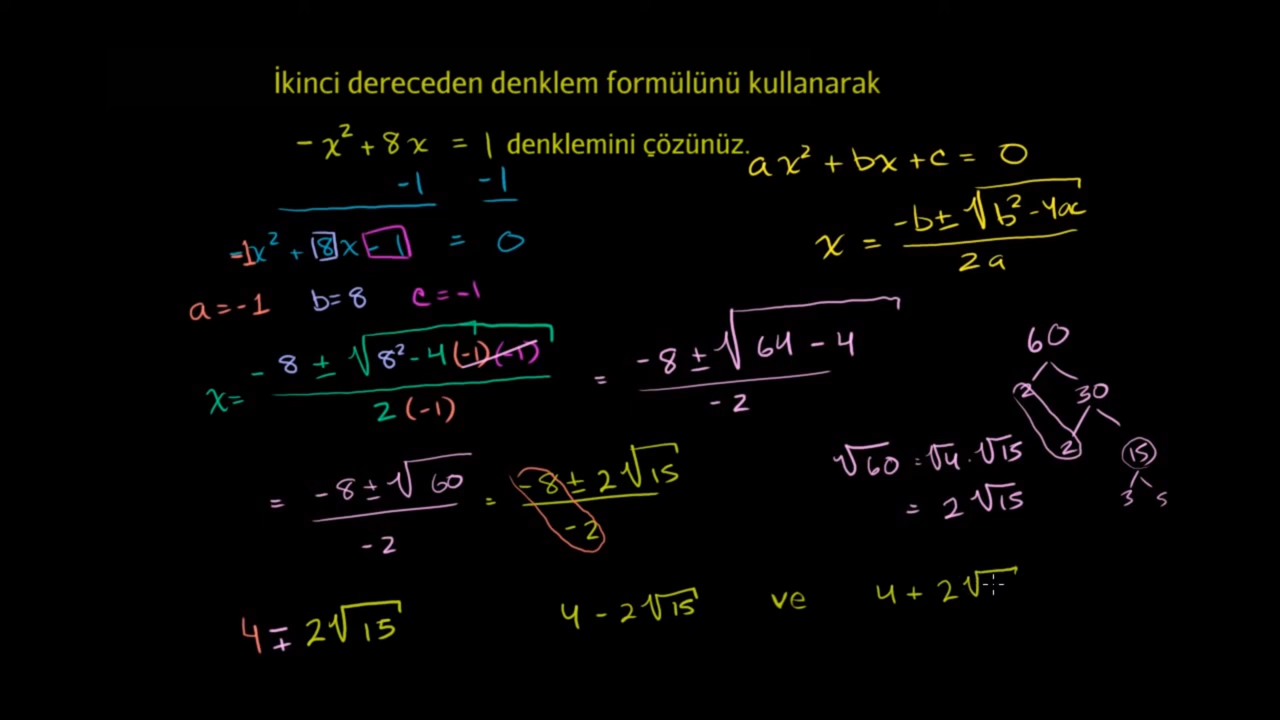 İkinci dereceden denklem formülünü kullanarak
-x² + 8x = 1 denklemini çözünüz.
-1 -1
ax² + bx + c = 0
-1x² + 8x - 1 = 0
x = (-b ± √(b² - 4ac)) / 2a
a = -1 b = 8 c = -1
x = (-8 ± √(8² - 4(-1)(-1))) / 2(-1) = (-8 ± √(64 - 4)) / -2
60
2 30
2 15
3 5
= (-8 ± √60) / -2 = (-8 ± 2√15) / -2
√60 = √4 · √15
= 2√15
4 ∓ 2√15
4 - 2√15 ve 4 + 2√